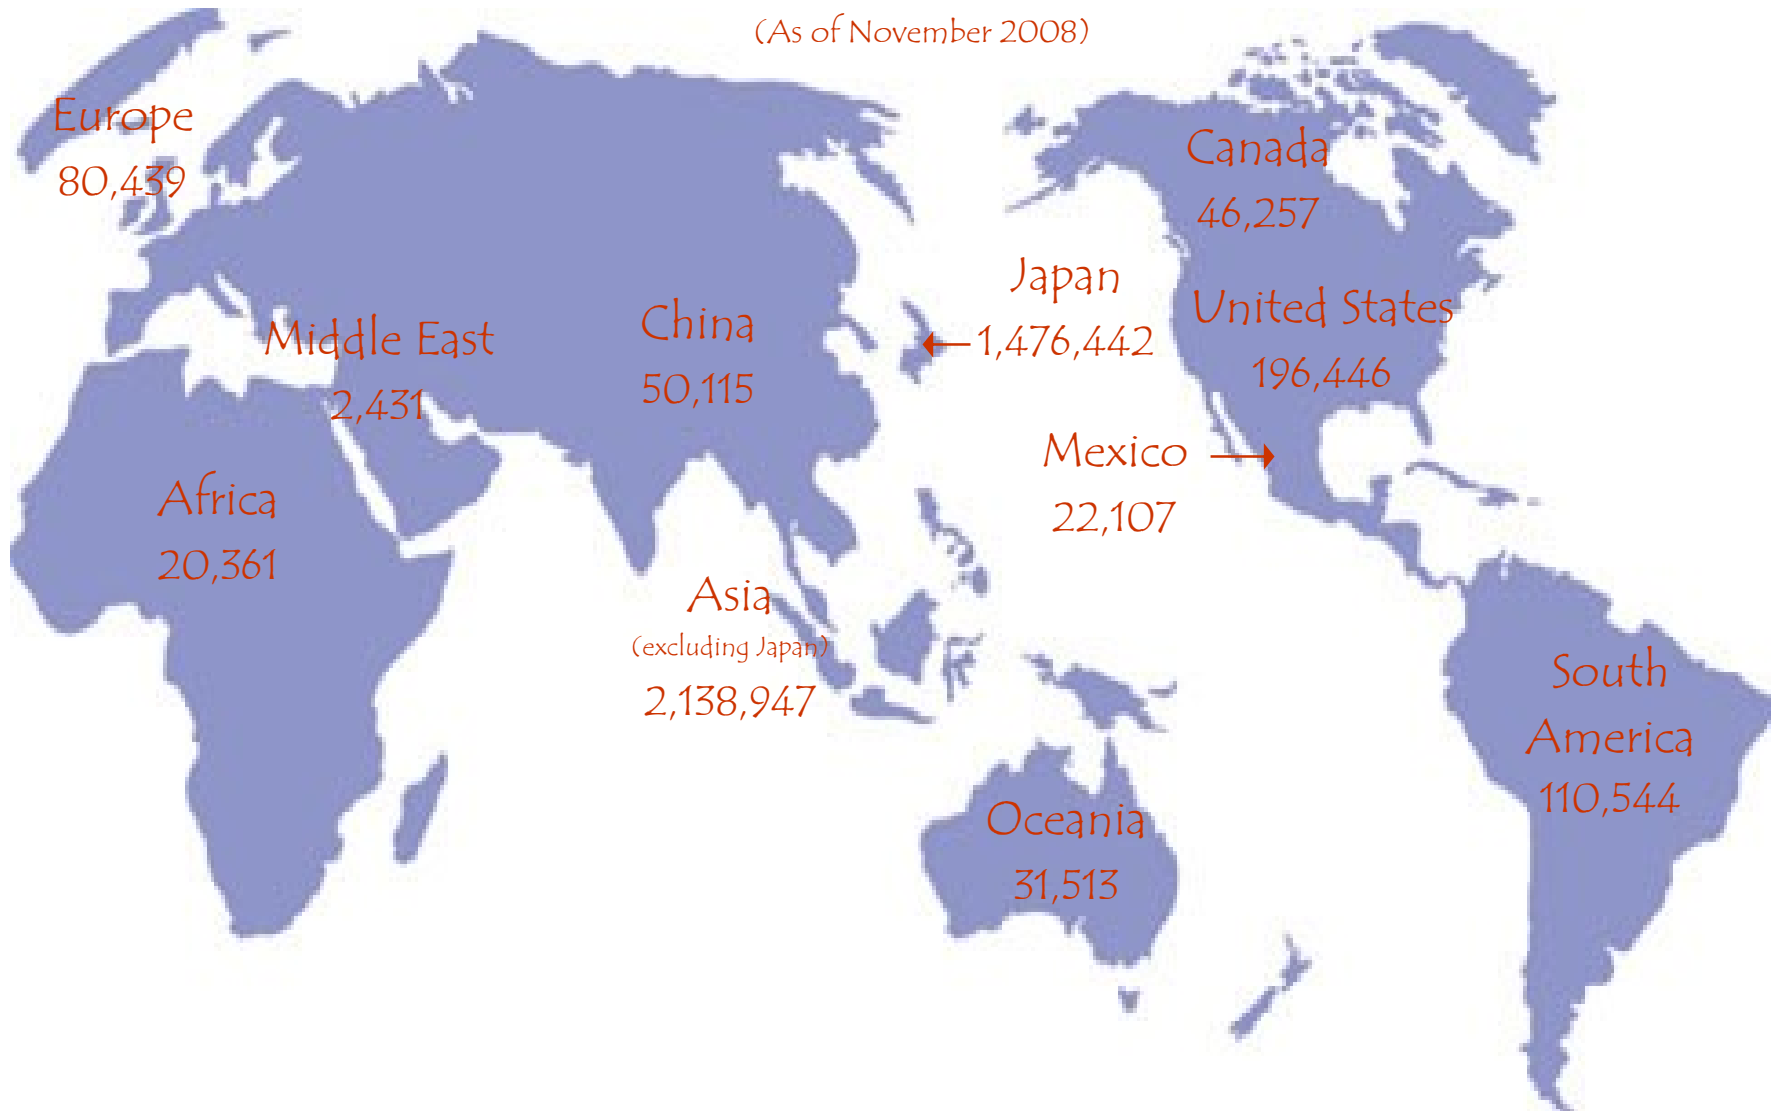 (As of November 2008)
Europe
80,439
Canada
46,257
Japan
1,476,442
United States
196,446
Middle East
2,431
China
50,115
Mexico
22,107
Africa
20,361
Asia
(excluding Japan)
2,138,947
South
America
110,544
Oceania
31,513